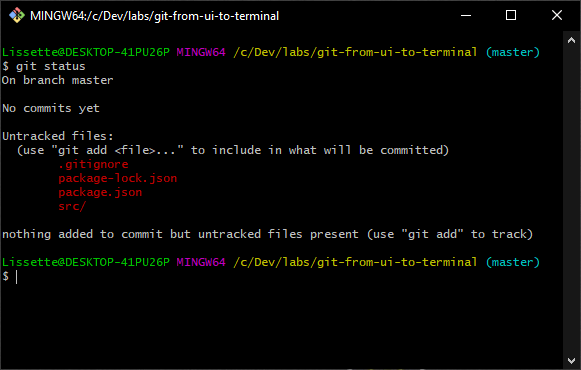 MINGW64:/c/Dev/labs/git-from-ui-to-terminal
Lissette@DESKTOP-41PU26P MINGW64 /c/Dev/labs/git-from-ui-to-terminal (master)
$ git status
On branch master
No commits yet
Untracked files:
(use "git add <file>..." to include in what will be committed)
.gitignore
package-lock.json
package.json
src/
nothing added to commit but untracked files present (use "git add" to track)
Lissette@DESKTOP-41PU26P MINGW64 /c/Dev/labs/git-from-ui-to-terminal (master)
$